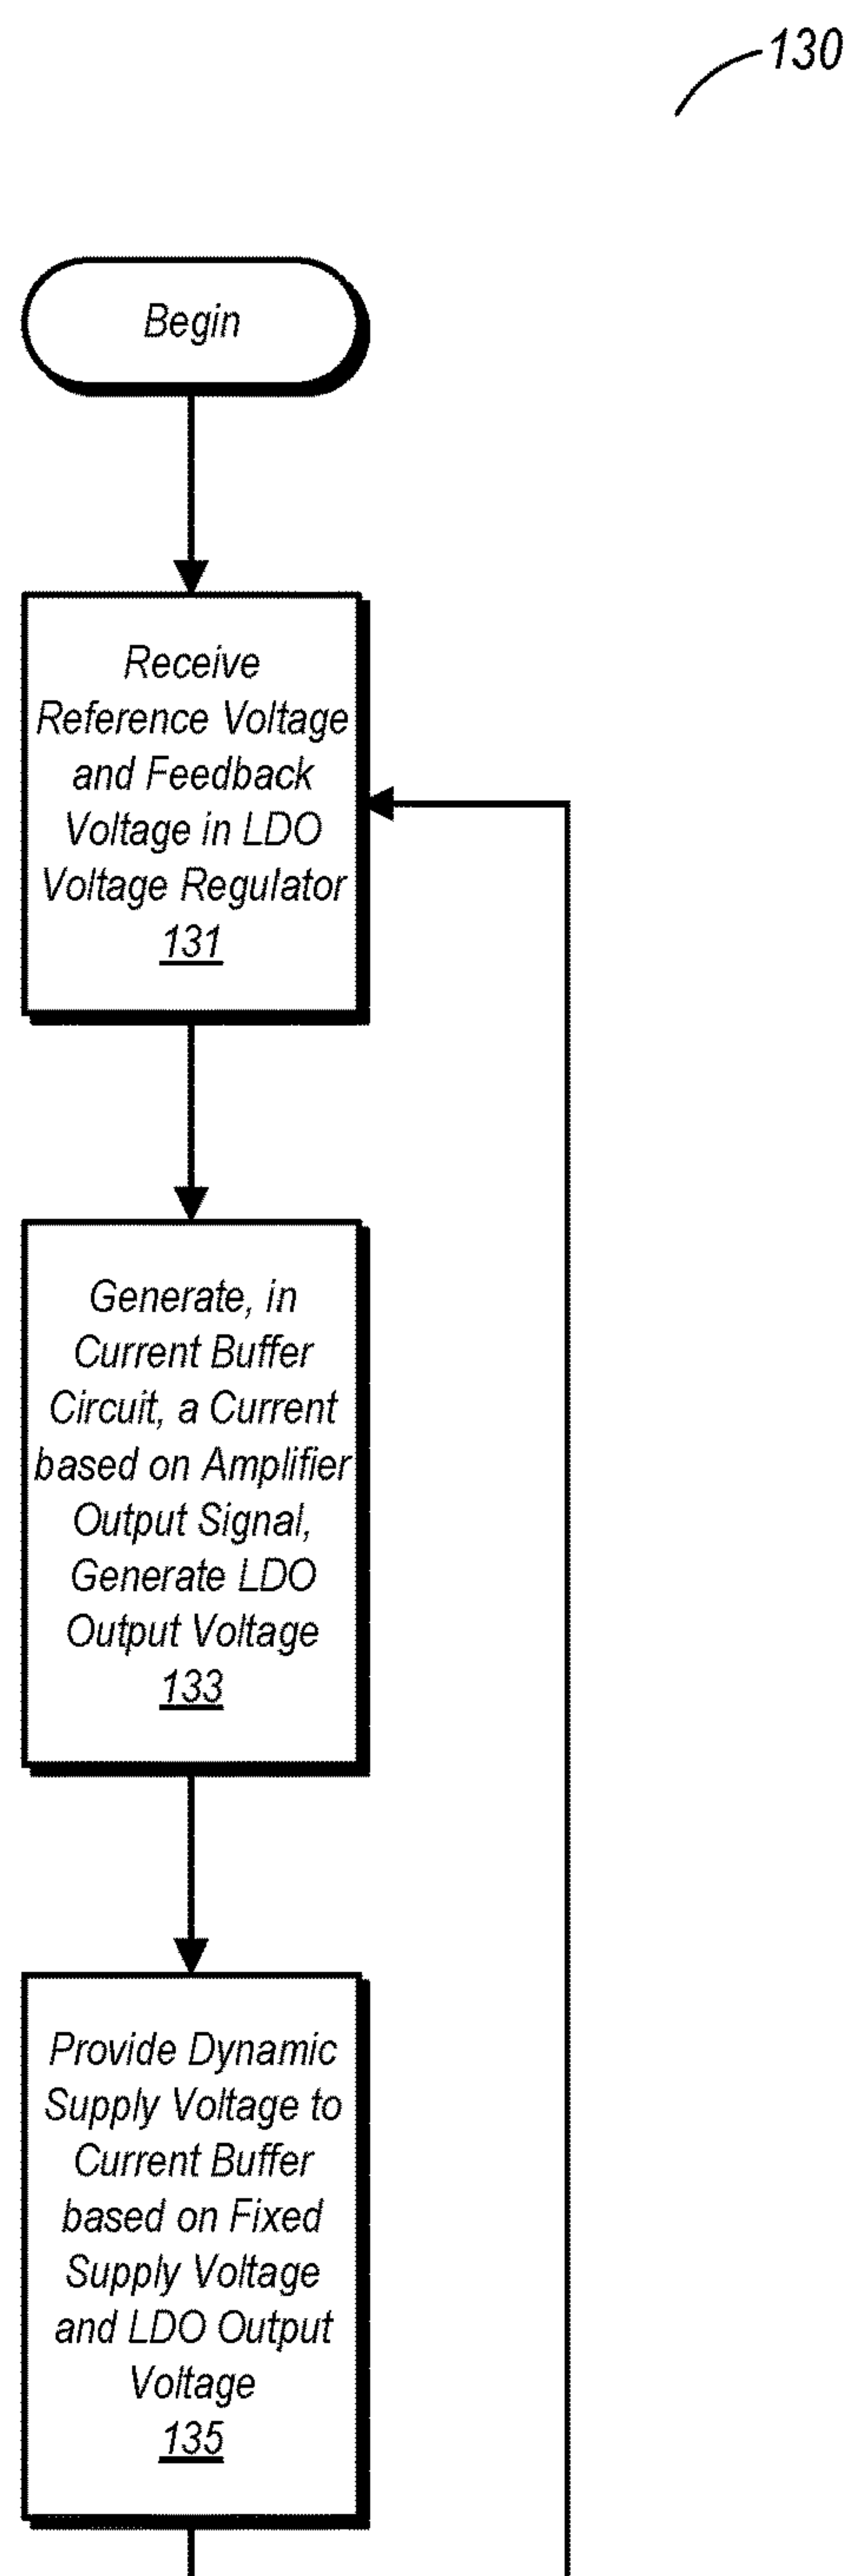 130
Begin
Receive
Reference Voltage
and Feedback
Voltage in LDO
Voltage Regulator
131
Generate, in
Current Buffer
Circuit, a Current
based on Amplifier
Output Signal,
Generate LDO
Output Voltage
133
Provide Dynamic
Supply Voltage to
Current Buffer
based on Fixed
Supply Voltage
and LDO Output
Voltage
135